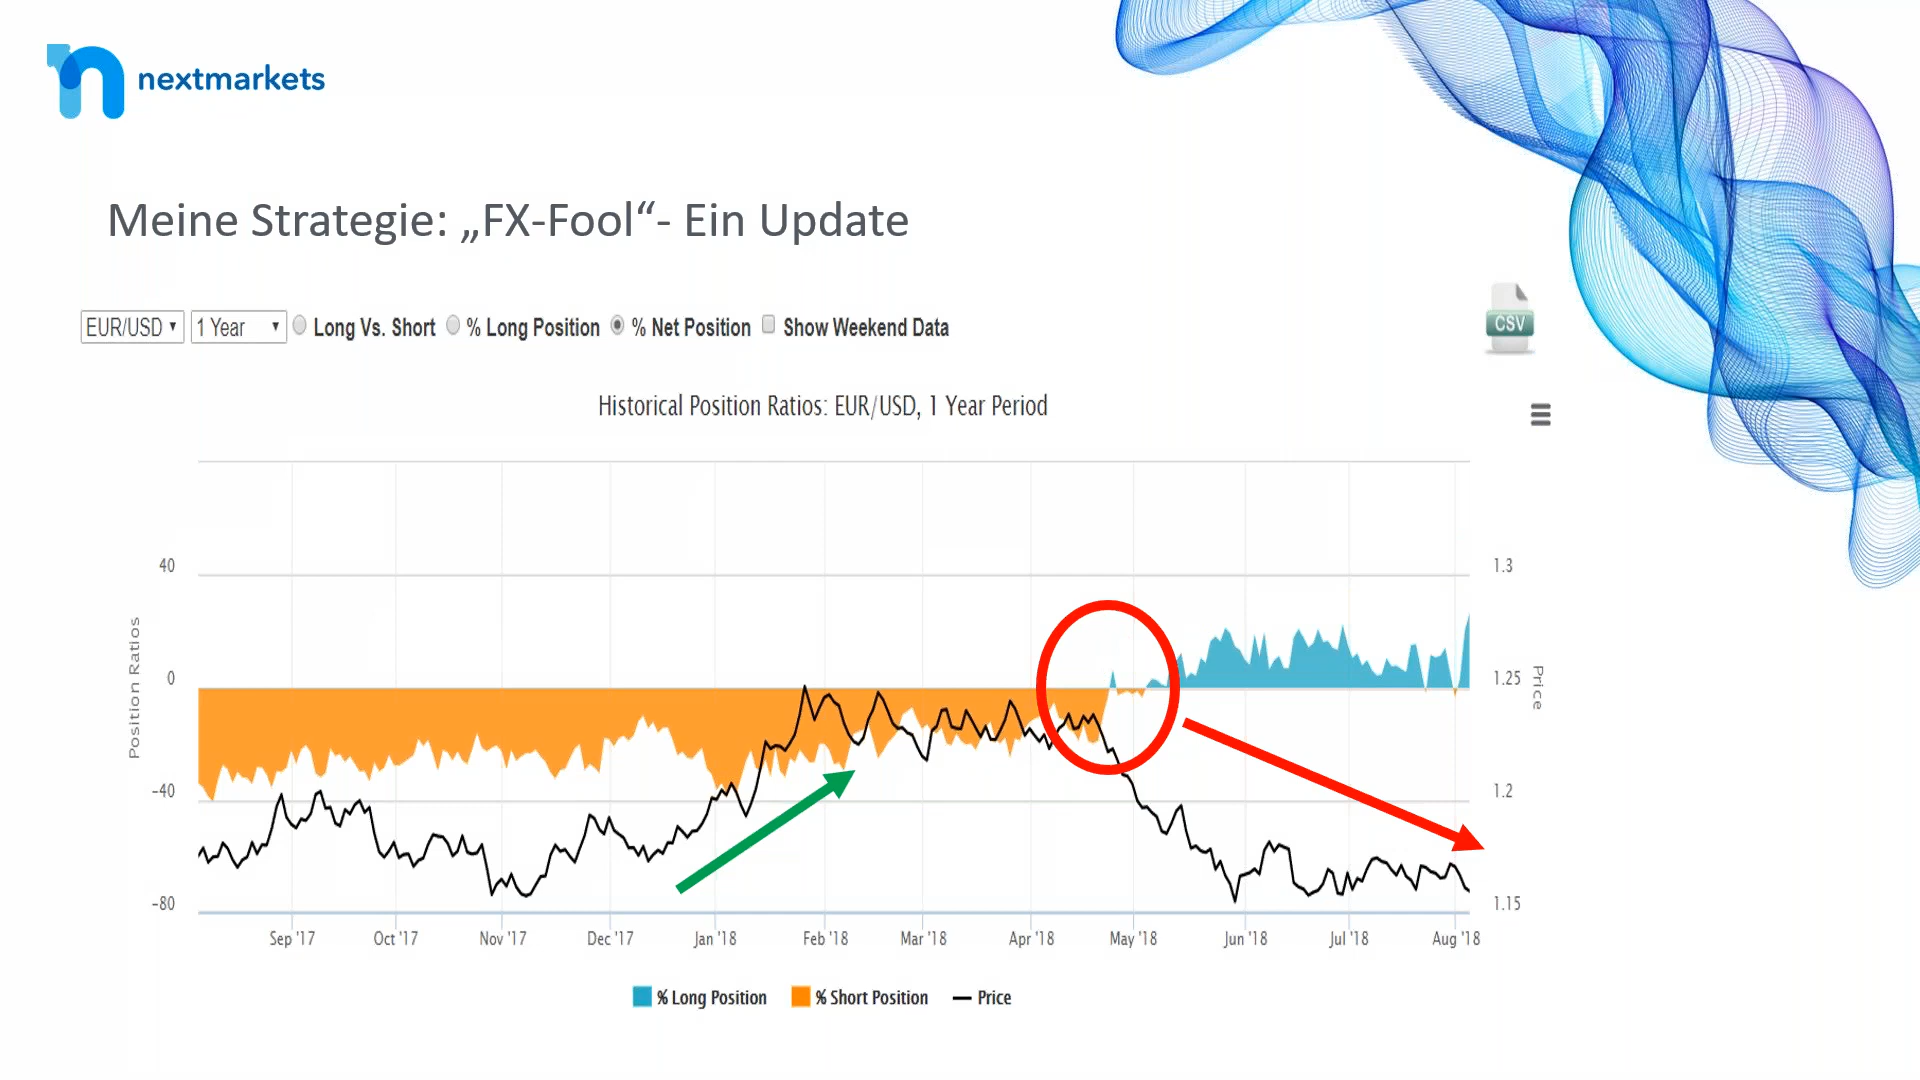 nextmarkets
Meine Strategie: „FX-Fool“- Ein Update
EUR/USD 1 Year Long Vs. Short % Long Position % Net Position Show Weekend Data
CSV
Historical Position Ratios: EUR/USD, 1 Year Period
40
0
-40
-80
Position Ratios
1.3
1.25
1.2
1.15
Price
Sep '17 Oct '17 Nov '17 Dec '17 Jan '18 Feb '18 Mar '18 Apr '18 May '18 Jun '18 Jul '18 Aug '18
% Long Position % Short Position Price